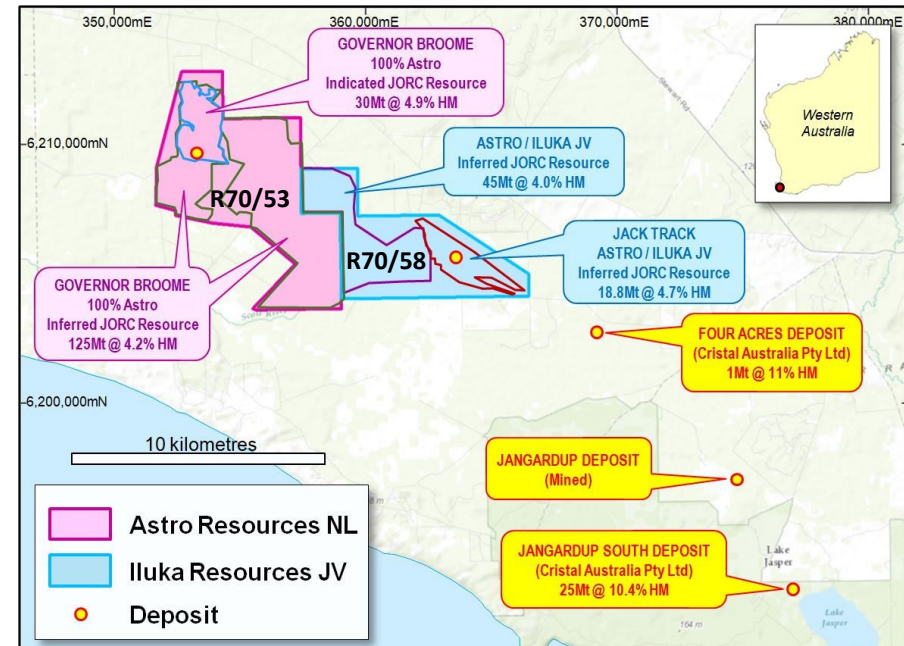 350,000mE
360,000mE
370,000mE
380,000mE
GOVERNOR BROOME
100% Astro
Indicated JORC Resource
30Mt @ 4.9% HM
Stewart Rd
Western
Australia
6,210,000mN
ASTRO / ILUKA JV
Inferred JORC Resource
45Mt @ 4.0% HM
R70/53
JACK TRACK
ASTRO / ILUKA JV
Inferred JORC Resource
18.8Mt @ 4.7% HM
R70/58
GOVERNOR BROOME
100% Astro
Inferred JORC Resource
125Mt @ 4.2% HM
FOUR ACRES DEPOSIT
(Cristal Australia Pty Ltd)
1Mt @ 11% HM
6,200,000mN
10 kilometres
JANGARDUP DEPOSIT
(Mined)
Astro Resources NL
Iluka Resources JV
Deposit
JANGARDUP SOUTH DEPOSIT
(Cristal Australia Pty Ltd)
25Mt @ 10.4% HM
Lake
Jasper
Lake
Jasper
164 m